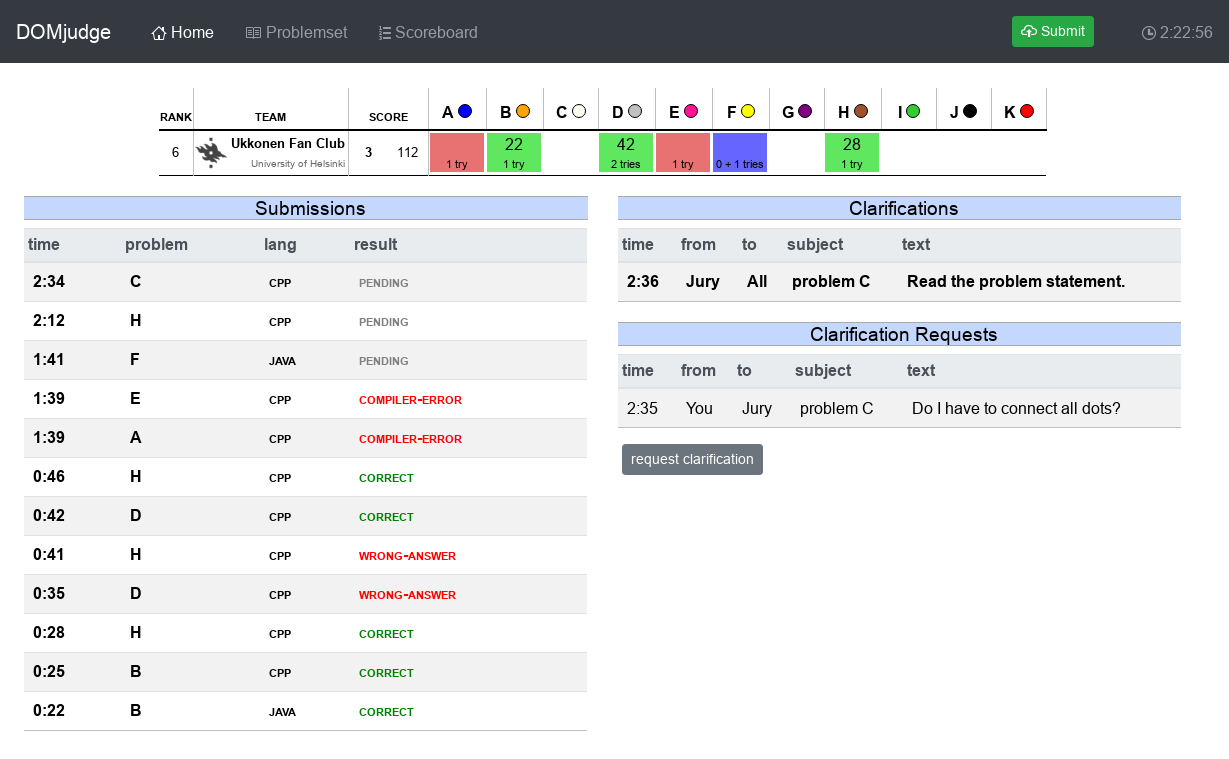 DOMjudge Home Problemset Scoreboard Submit 2:22:56
RANK TEAM SCORE A B C D E F G H I J K
6 Ukkonen Fan Club 3 112 22 42 28
University of Helsinki 1 try 1 try 2 tries 1 try 0 + 1 tries 1 try
Submissions
time problem lang result
2:34 C CPP PENDING
2:12 H CPP PENDING
1:41 F JAVA PENDING
1:39 E CPP COMPILER-ERROR
1:39 A CPP COMPILER-ERROR
0:46 H CPP CORRECT
0:42 D CPP CORRECT
0:41 H CPP WRONG-ANSWER
0:35 D CPP WRONG-ANSWER
0:28 H CPP CORRECT
0:25 B CPP CORRECT
0:22 B JAVA CORRECT
Clarifications
time from to subject text
2:36 Jury All problem C Read the problem statement.
Clarification Requests
time from to subject text
2:35 You Jury problem C Do I have to connect all dots?
request clarification